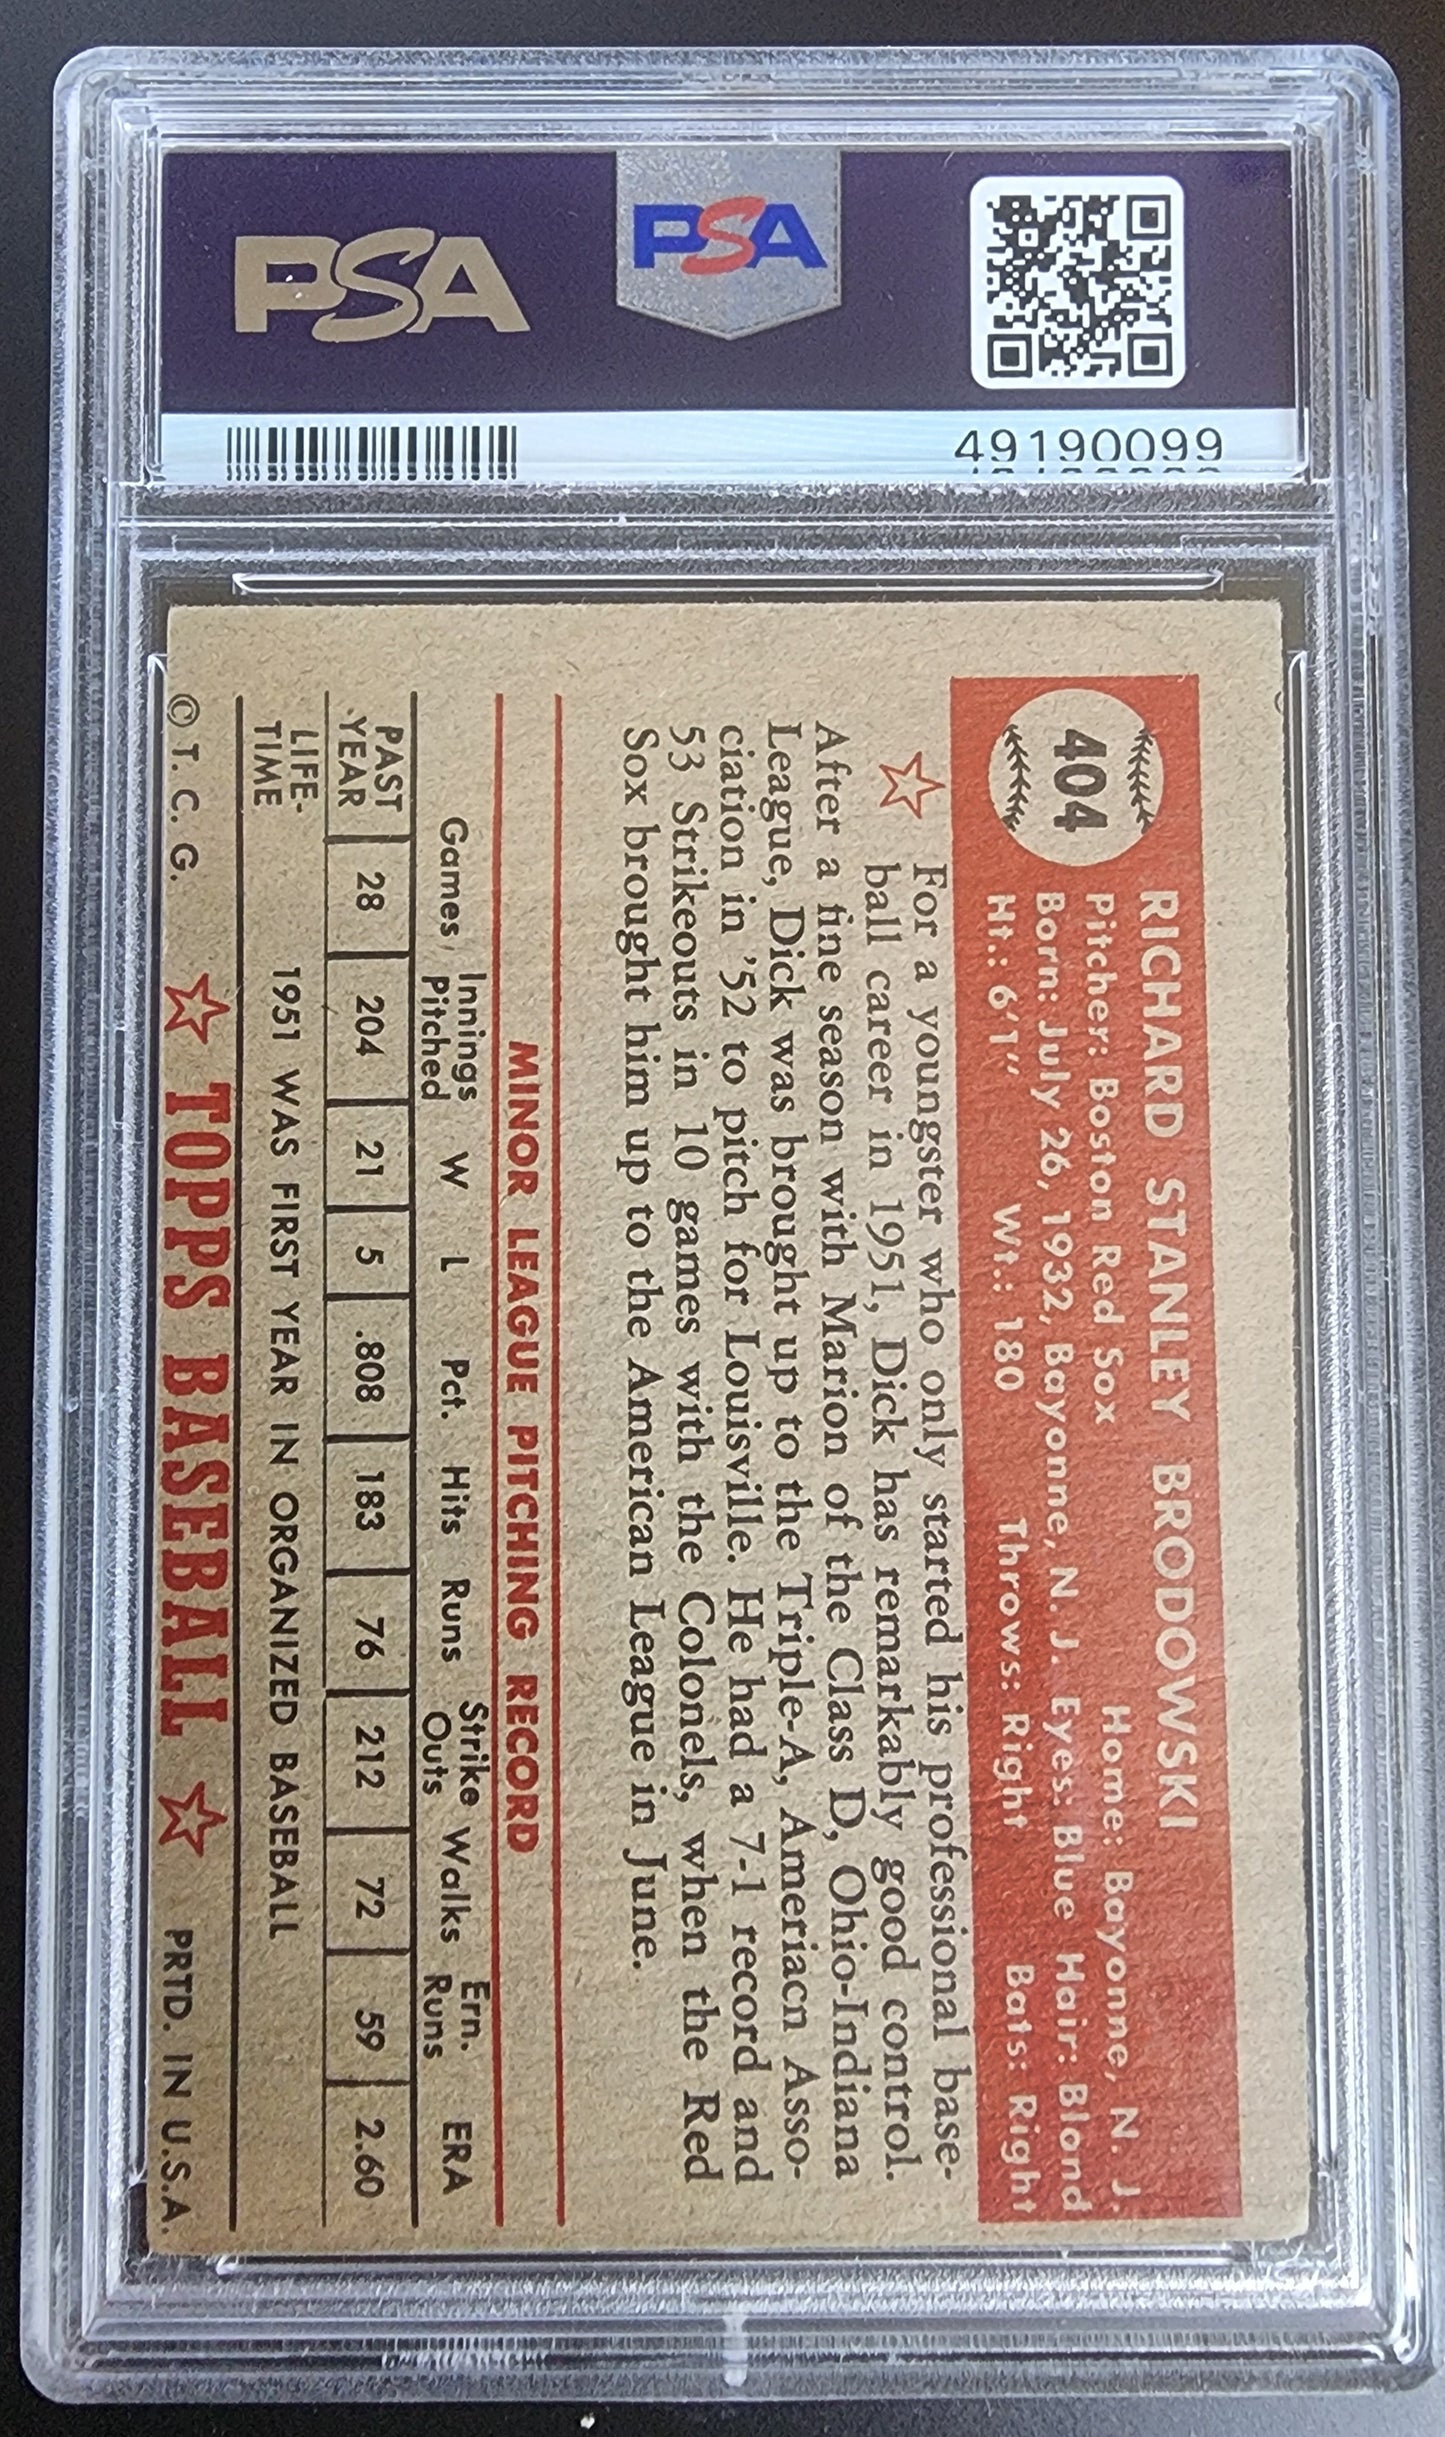 PSA
PSA
49190099
404
RICHARD STANLEY BRODOWSKI
Pitcher: Boston Red Sox Home: Bayonne, N. J.
Born: July 26, 1932, Bayonne, N. J. Eyes: Blue Hair: Blond
Ht.: 6'1" Wt.: 180 Throws: Right Bats: Right
For a youngster who only started his professional base-
ball career in 1951, Dick has remarkably good control.
After a fine season with Marion of the Class D, Ohio-Indiana
League, Dick was brought up to the Triple-A, Ameriacn Asso-
ciation in '52 to pitch for Louisville. He had a 7-1 record and
53 Strikeouts in 10 games with the Colonels, when the Red
Sox brought him up to the American League in June.
MINOR LEAGUE PITCHING RECORD
Games Innings Pitched W L Pct. Hits Runs Strike Outs Walks Ern. Runs ERA
PAST YEAR 28 204 21 5 .808 183 76 212 72 59 2.60
LIFE-TIME 1951 WAS FIRST YEAR IN ORGANIZED BASEBALL
© T. C. G. TOPPS BASEBALL PRTD. IN U.S.A.